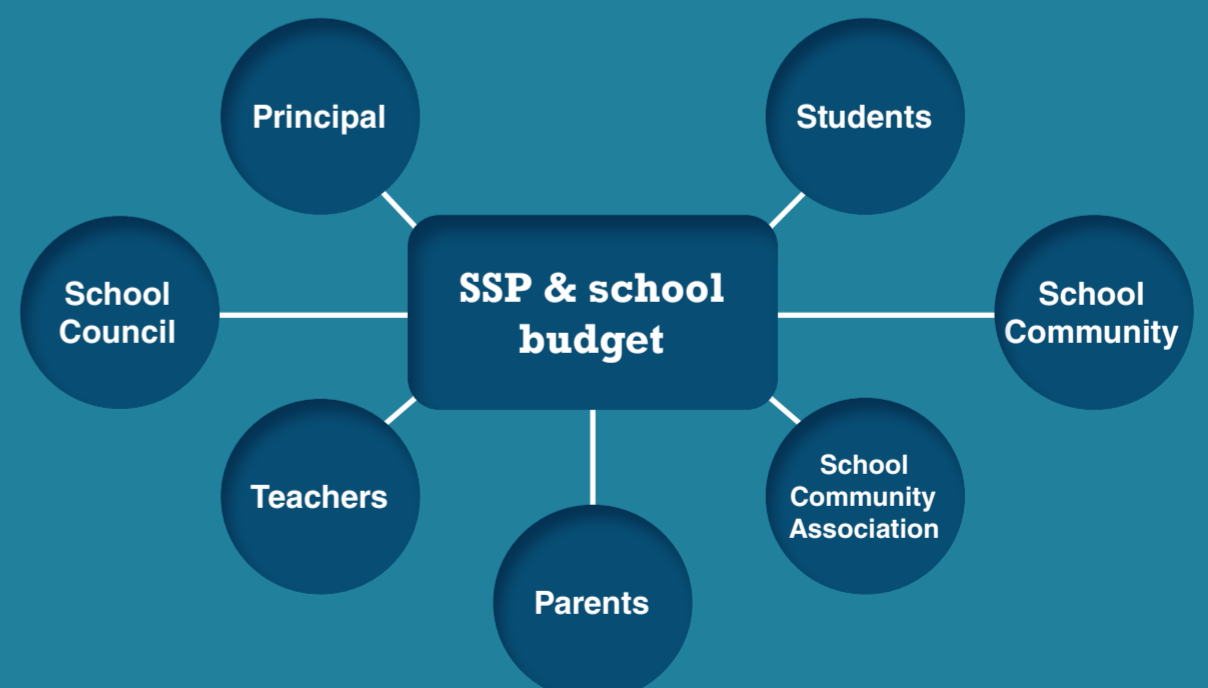 Principal
Students
School
Council
SSP & school
budget
School
Community
Teachers
School
Community
Association
Parents